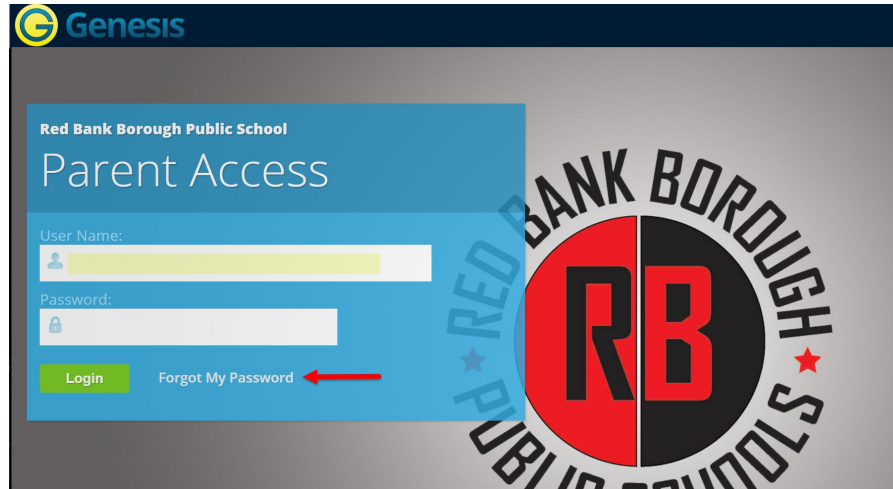 Genesis
Red Bank Borough Public School
Parent Access
User Name:
Password:
Login Forgot My Password
RED BANK BOROUGH
PUBLIC SCHOOLS
RB